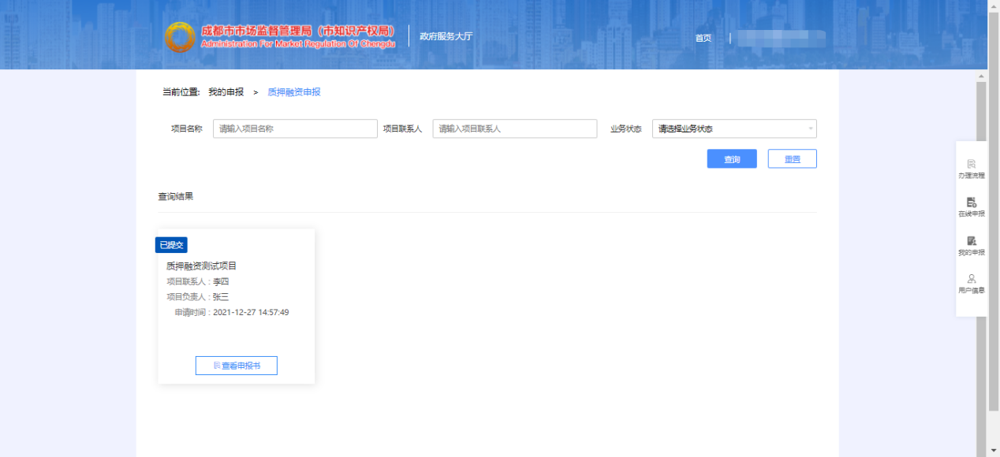 成都市市场监督管理局（市知识产权局）
Administration For Market Regulation Of Chengdu
政府服务大厅
首页
当前位置: 我的申报 > 质押融资申报
项目名称 请输入项目名称 项目联系人 请输入项目联系人 业务状态 请选择业务状态
查询 重置
查询结果
已提交
质押融资测试项目
项目联系人 : 李四
项目负责人 : 张三
申请时间 : 2021-12-27 14:57:49
查看申报书
办理流程
在线申报
我的申报
用户信息